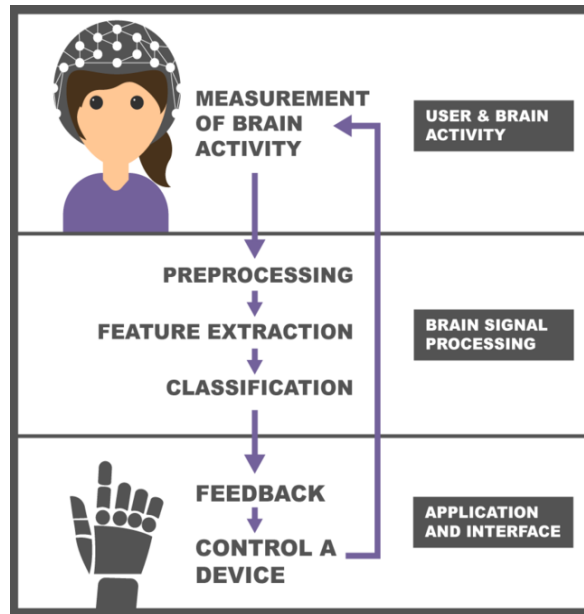 MEASUREMENT
OF BRAIN
ACTIVITY
USER & BRAIN
ACTIVITY
PREPROCESSING
FEATURE EXTRACTION
CLASSIFICATION
BRAIN SIGNAL
PROCESSING
FEEDBACK
CONTROL A
DEVICE
APPLICATION
AND INTERFACE